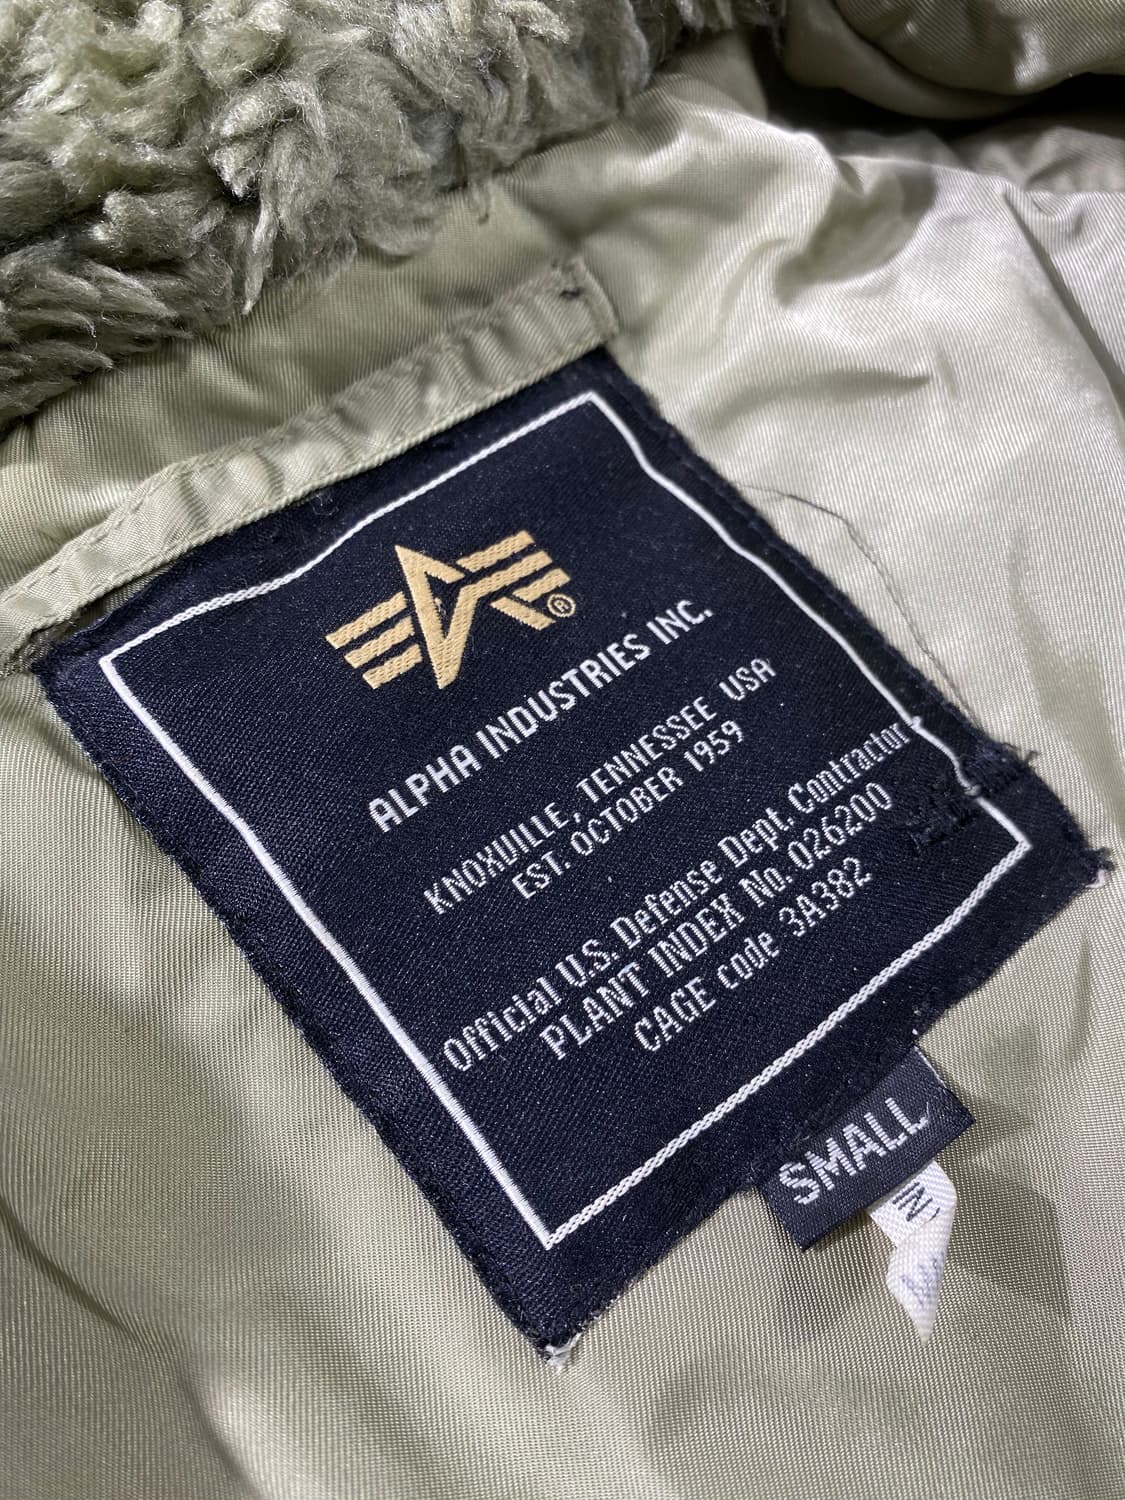 ®
ALPHA INDUSTRIES INC.
KNOXVILLE, TENNESSEE USA
EST. OCTOBER 1959
Official U.S. Defense Dept. Contractor
PLANT INDEX No. 026200
CAGE code 3A382
SMALL